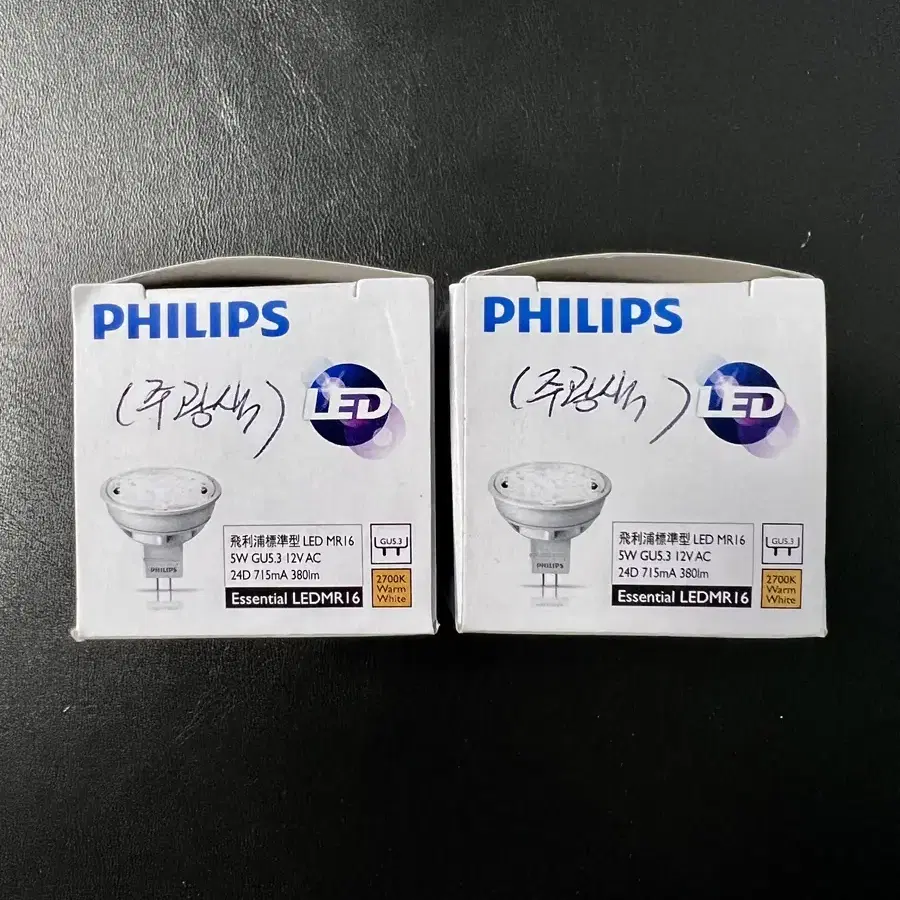 PHILIPS
(주광색)
LED
PHILIPS
飛利浦標準型 LED MR16
5W GU5.3 12V AC
24D 715mA 380lm
Essential LEDMR16
GU5.3
2700K
Warm
White
PHILIPS
(주광색)
LED
PHILIPS
飛利浦標準型 LED MR16
5W GU5.3 12V AC
24D 715mA 380lm
Essential LEDMR16
GU5.3
2700K
Warm
White